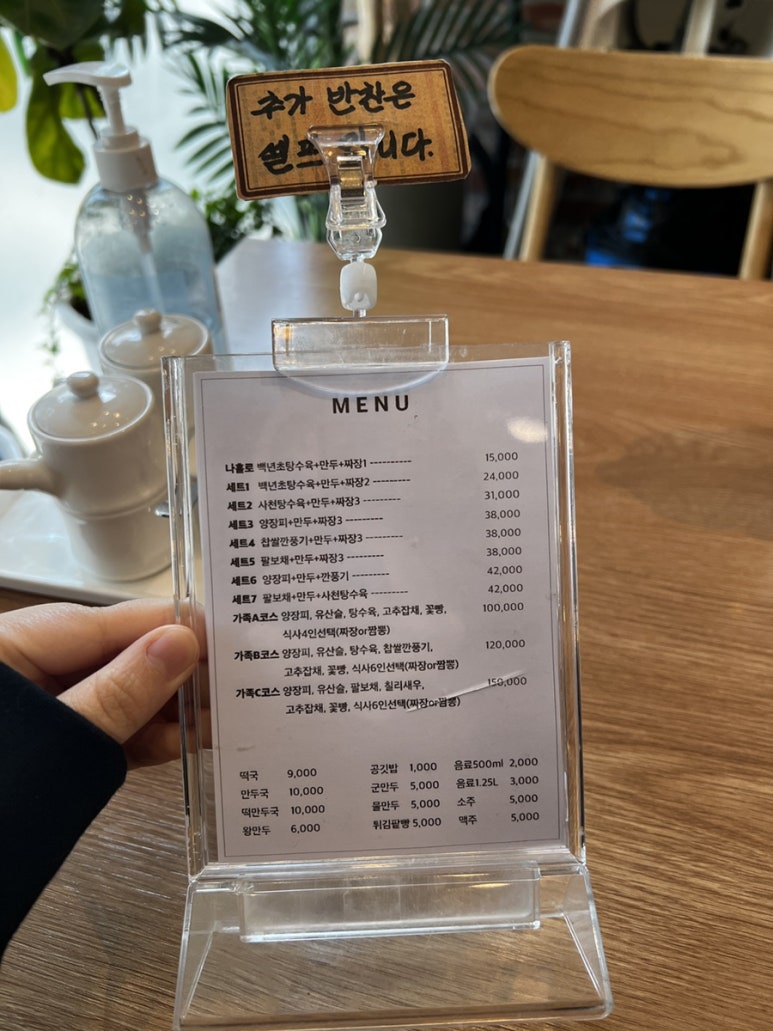 추가 반찬은
셀프 니다.
MENU
나홀로 백년초탕수육+만두+짜장1 ---------- 15,000
세트1 백년초탕수육+만두+짜장2 --------- 24,000
세트2 사천탕수육+만두+짜장3 --------- 31,000
세트3 양장피+만두+짜장3 --------- 38,000
세트4 찹쌀깐풍기+만두+짜장3 --------- 38,000
세트5 팔보채+만두+짜장3 --------- 38,000
세트6 양장피+만두+깐풍기 --------- 42,000
세트7 팔보채+만두+사천탕수육 --------- 42,000
가족A코스 양장피, 유산슬, 탕수육, 고추잡채, 꽃빵, 100,000
식사4인선택(짜장or짬뽕)
가족B코스 양장피, 유산슬, 탕수육, 찹쌀깐풍기, 120,000
고추잡채, 꽃빵, 식사6인선택(짜장or짬뽕)
가족C코스 양장피, 유산슬, 팔보채, 칠리새우, 150,000
고추잡채, 꽃빵, 식사6인선택(짜장or짬뽕)
떡국 9,000 공깃밥 1,000 음료500ml 2,000
만두국 10,000 군만두 5,000 음료1.25L 3,000
떡만두국 10,000 물만두 5,000 소주 5,000
왕만두 6,000 튀김팥빵 5,000 맥주 5,000